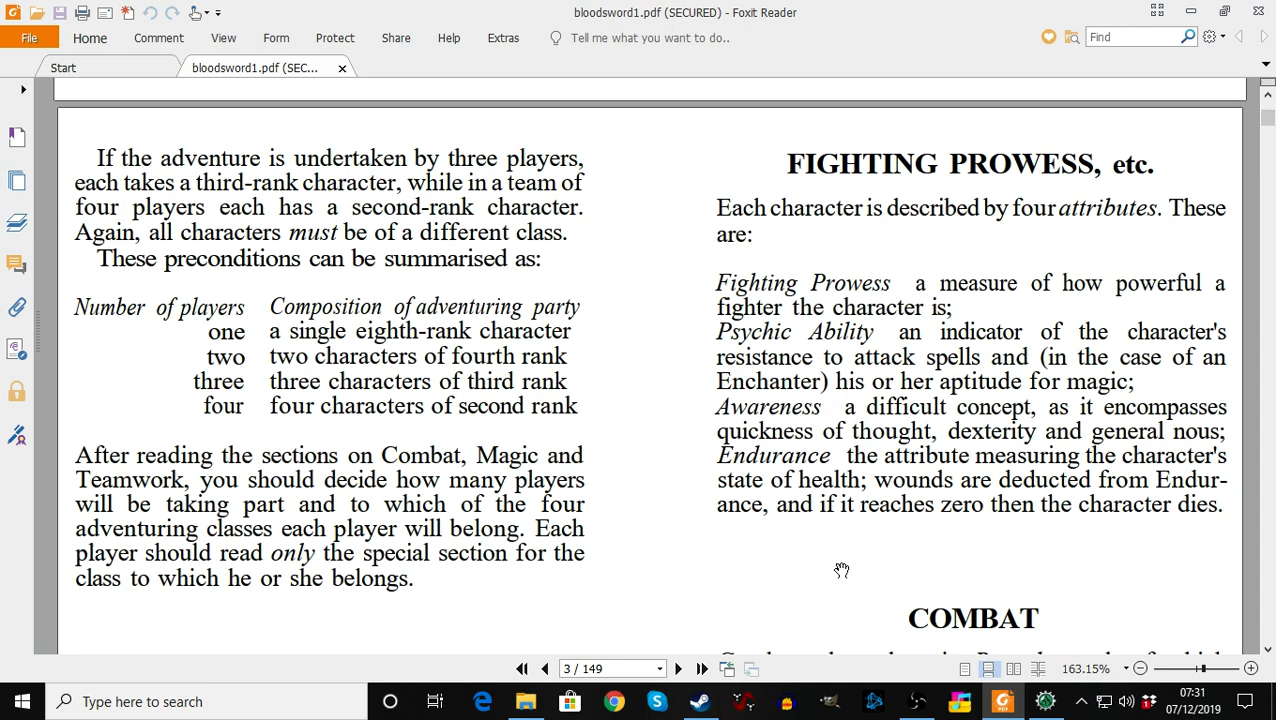 bloodsword1.pdf (SECURED) - Foxit Reader
File
Home
Comment
View
Form
Protect
Share
Help
Extras
Tell me what you want to do..
Find
Start
bloodsword1.pdf (SEC...
If the adventure is undertaken by three players,
each takes a third-rank character, while in a team of
four players each has a second-rank character.
Again, all characters must be of a different class.
These preconditions can be summarised as:
Number of players Composition of adventuring party
one a single eighth-rank character
two two characters of fourth rank
three three characters of third rank
four four characters of second rank
After reading the sections on Combat, Magic and
Teamwork, you should decide how many players
will be taking part and to which of the four
adventuring classes each player will belong. Each
player should read only the special section for the
class to which he or she belongs.
FIGHTING PROWESS, etc.
Each character is described by four attributes. These
are:
Fighting Prowess a measure of how powerful a
fighter the character is;
Psychic Ability an indicator of the character's
resistance to attack spells and (in the case of an
Enchanter) his or her aptitude for magic;
Awareness a difficult concept, as it encompasses
quickness of thought, dexterity and general nous;
Endurance the attribute measuring the character's
state of health; wounds are deducted from Endur-
ance, and if it reaches zero then the character dies.
COMBAT
3 / 149
163.15%
Type here to search
07:31
07/12/2019